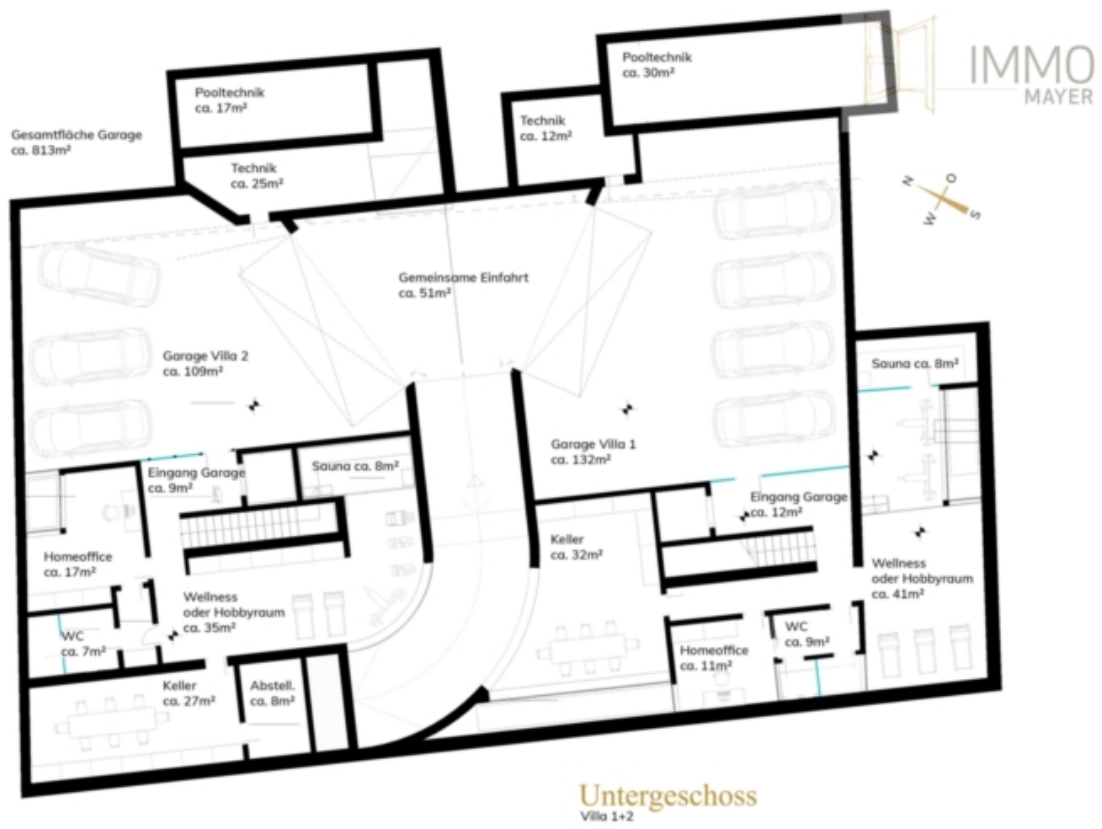 Pooltechnik
ca. 30m²
IMMO
MAYER
Pooltechnik
ca. 17m²
Technik
ca. 12m²
Gesamtfläche Garage
ca. 813m²
Technik
ca. 25m²
N
O
W
S
Gemeinsame Einfahrt
ca. 51m²
Garage Villa 2
ca. 109m²
Sauna ca. 8m²
Garage Villa 1
ca. 132m²
Eingang Garage
ca. 9m²
Sauna ca. 8m²
Eingang Garage
ca. 12m²
Keller
ca. 32m²
Homeoffice
ca. 17m²
Wellness
oder Hobbyraum
ca. 41m²
Wellness
oder Hobbyraum
ca. 35m²
WC
ca. 7m²
WC
ca. 9m²
Homeoffice
ca. 11m²
Keller
ca. 27m²
Abstell.
ca. 8m²
Untergeschoss
Villa 1+2